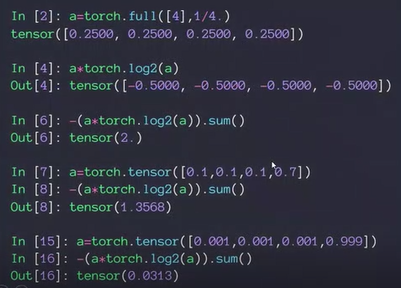 In [2]: a=torch.full([4],1/4.)
tensor([0.2500, 0.2500, 0.2500, 0.2500])
In [4]: a*torch.log2(a)
Out[4]: tensor([-0.5000, -0.5000, -0.5000, -0.5000])
In [6]: -(a*torch.log2(a)).sum()
Out[6]: tensor(2.)
In [7]: a=torch.tensor([0.1,0.1,0.1,0.7])
In [8]: -(a*torch.log2(a)).sum()
Out[8]: tensor(1.3568)
In [15]: a=torch.tensor([0.001,0.001,0.001,0.999])
In [16]: -(a*torch.log2(a)).sum()
Out[16]: tensor(0.0313)